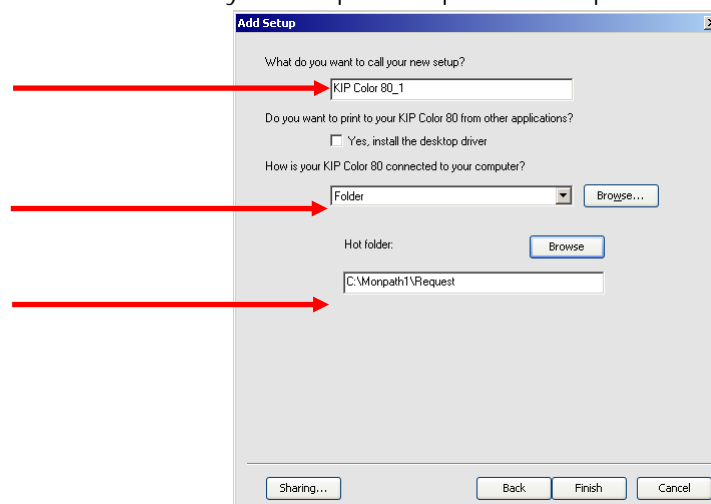 Add Setup
What do you want to call your new setup?
KIP Color 80_1
Do you want to print to your KIP Color 80 from other applications?
Yes, install the desktop driver
How is your KIP Color 80 connected to your computer?
Folder Browse...
Hot folder: Browse
C:\Monpath1\Request
Sharing... Back Finish Cancel